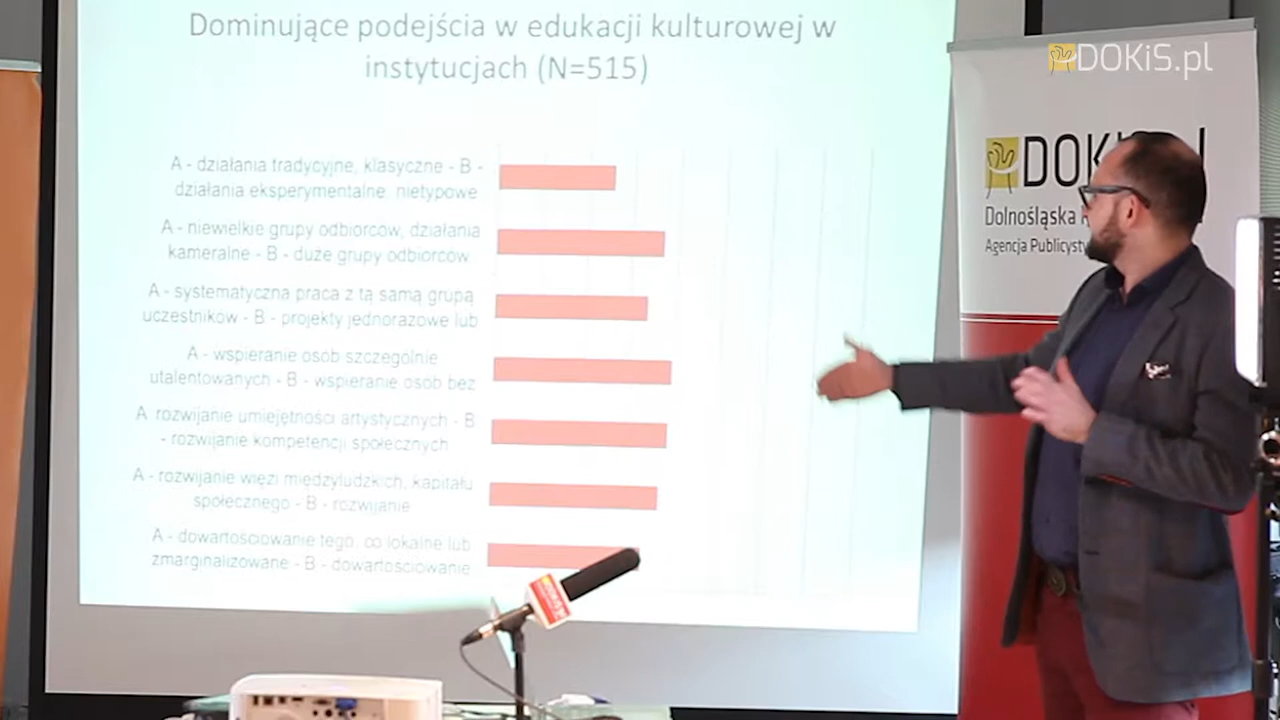 Dominujące podejścia w edukacji kulturowej w
instytucjach (N=515)
A - działania tradycyjne, klasyczne - B -
działania eksperymentalne, nietypowe
A - niewielkie grupy odbiorców, działania
kameralne - B - duże grupy odbiorców
A - systematyczna praca z tą samą grupą
uczestników - B - projekty jednorazowe lub
A - wspieranie osób szczególnie
utalentowanych - B - wspieranie osób bez
A rozwijanie umiejętności artystycznych - B
- rozwijanie kompetencji społecznych
A - rozwijanie więzi międzyludzkich, kapitału
społecznego - B - rozwijanie
A - dowartościowanie tego, co lokalne lub
zmarginalizowane - B - dowartościowanie
DOKiS.pl
Dolnośląska
Agencja Publicysty